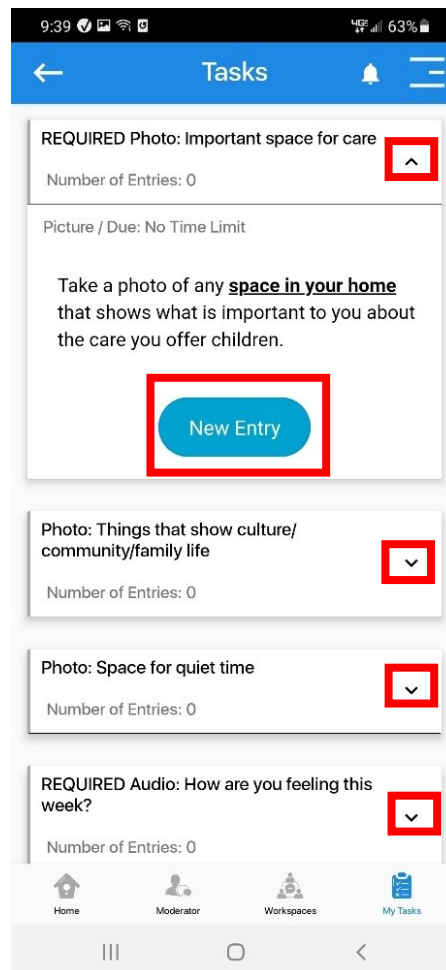 9:39 4G 63%
Tasks
REQUIRED Photo: Important space for care
Number of Entries: 0
Picture / Due: No Time Limit
Take a photo of any space in your home
that shows what is important to you about
the care you offer children.
New Entry
Photo: Things that show culture/
community/family life
Number of Entries: 0
Photo: Space for quiet time
Number of Entries: 0
REQUIRED Audio: How are you feeling this
week?
Number of Entries: 0
Home Moderator Workspaces My Tasks